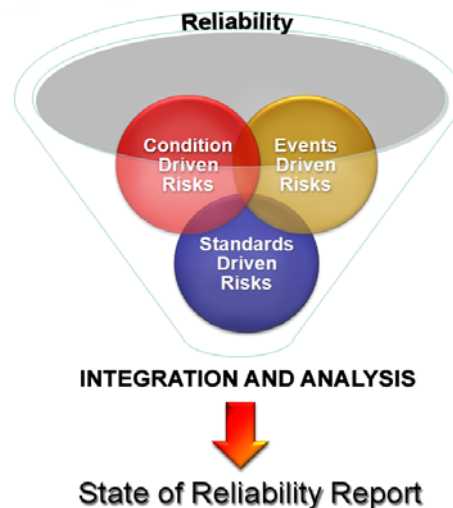 Reliability
Condition
Driven
Risks
Events
Driven
Risks
Standards
Driven
Risks
INTEGRATION AND ANALYSIS
State of Reliability Report